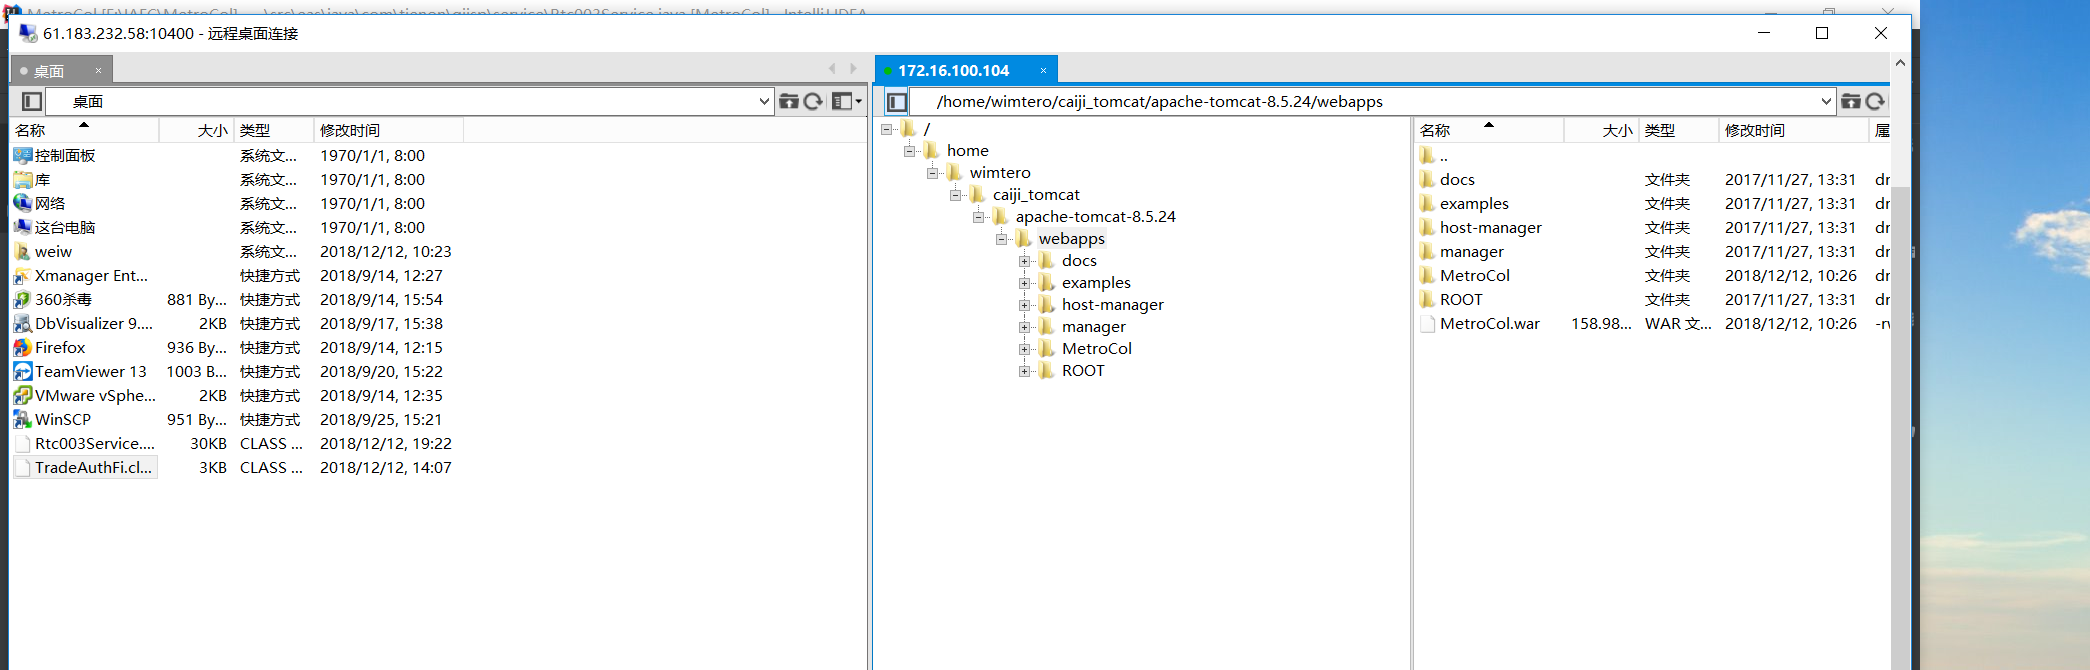 61.183.232.58:10400 - 远程桌面连接
桌面
桌面
名称 大小 类型 修改时间
控制面板 系统文... 1970/1/1, 8:00
库 系统文... 1970/1/1, 8:00
网络 系统文... 1970/1/1, 8:00
这台电脑 系统文... 1970/1/1, 8:00
weiw 系统文... 2018/12/12, 10:23
Xmanager Ent... 快捷方式 2018/9/14, 12:27
360杀毒 881 By... 快捷方式 2018/9/14, 15:54
DbVisualizer 9.... 2KB 快捷方式 2018/9/17, 15:38
Firefox 936 By... 快捷方式 2018/9/14, 12:15
TeamViewer 13 1003 B... 快捷方式 2018/9/20, 15:22
VMware vSphe... 2KB 快捷方式 2018/9/14, 12:35
WinSCP 951 By... 快捷方式 2018/9/25, 15:21
Rtc003Service.... 30KB CLASS ... 2018/12/12, 19:22
TradeAuthFi.cl... 3KB CLASS ... 2018/12/12, 14:07
172.16.100.104
/home/wimtero/caiji_tomcat/apache-tomcat-8.5.24/webapps
/
home
wimtero
caiji_tomcat
apache-tomcat-8.5.24
webapps
docs
examples
host-manager
manager
MetroCol
ROOT
名称 大小 类型 修改时间 属
..
docs 文件夹 2017/11/27, 13:31 dr
examples 文件夹 2017/11/27, 13:31 dr
host-manager 文件夹 2017/11/27, 13:31 dr
manager 文件夹 2017/11/27, 13:31 dr
MetroCol 文件夹 2018/12/12, 10:26 dr
ROOT 文件夹 2017/11/27, 13:31 dr
MetroCol.war 158.98... WAR 文... 2018/12/12, 10:26 -rw